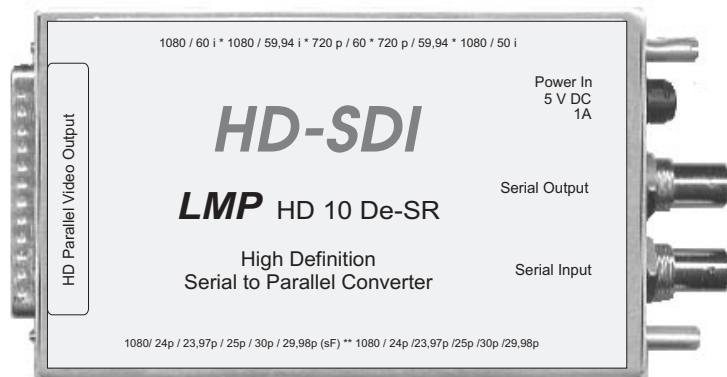 1080 / 60 i * 1080 / 59,94 i * 720 p / 60 * 720 p / 59,94 * 1080 / 50 i
HD Parallel Video Output
Power In
5 V DC
1A
HD-SDI
Serial Output
LMP HD 10 De-SR
High Definition
Serial to Parallel Converter
Serial Input
1080/ 24p / 23,97p / 25p / 30p / 29,98p (sF) ** 1080 / 24p /23,97p /25p /30p /29,98p